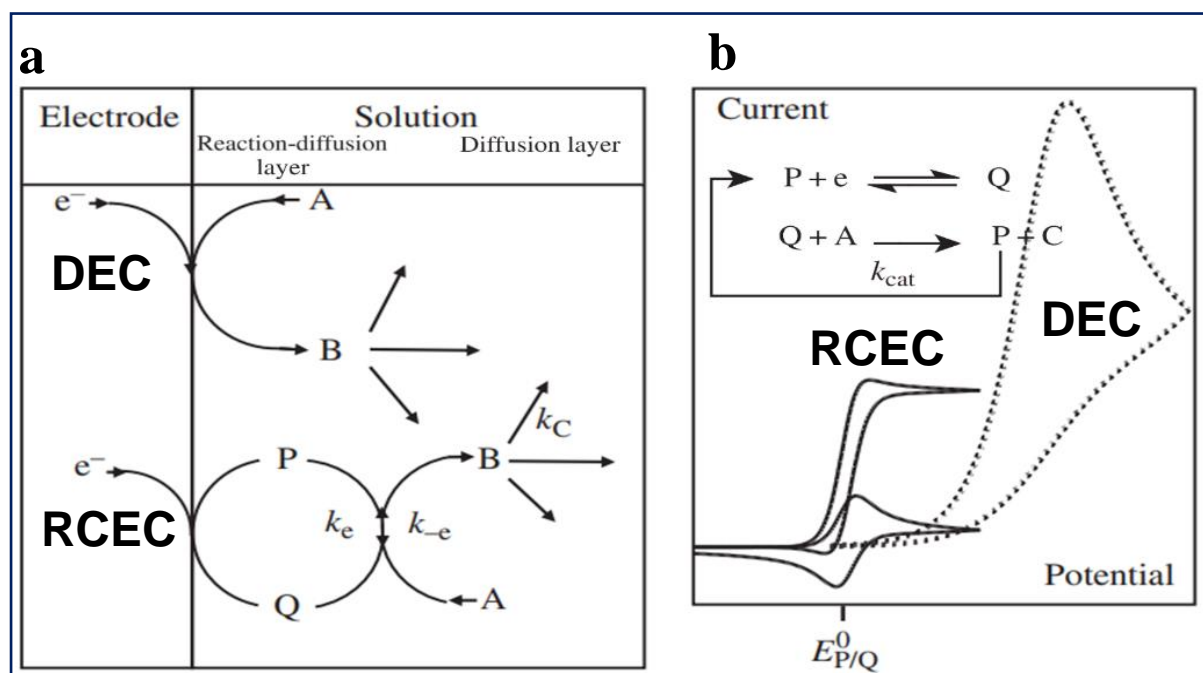 a
Electrode
Solution
Reaction-diffusion
layer
Diffusion layer
e⁻
A
DEC
B
k_C
e⁻
P
B
RCEC
k_e
k_–e
Q
A
b
Current
P + e ⇌ Q
Q + A → P + C
k_cat
DEC
RCEC
Potential
E⁰_P/Q